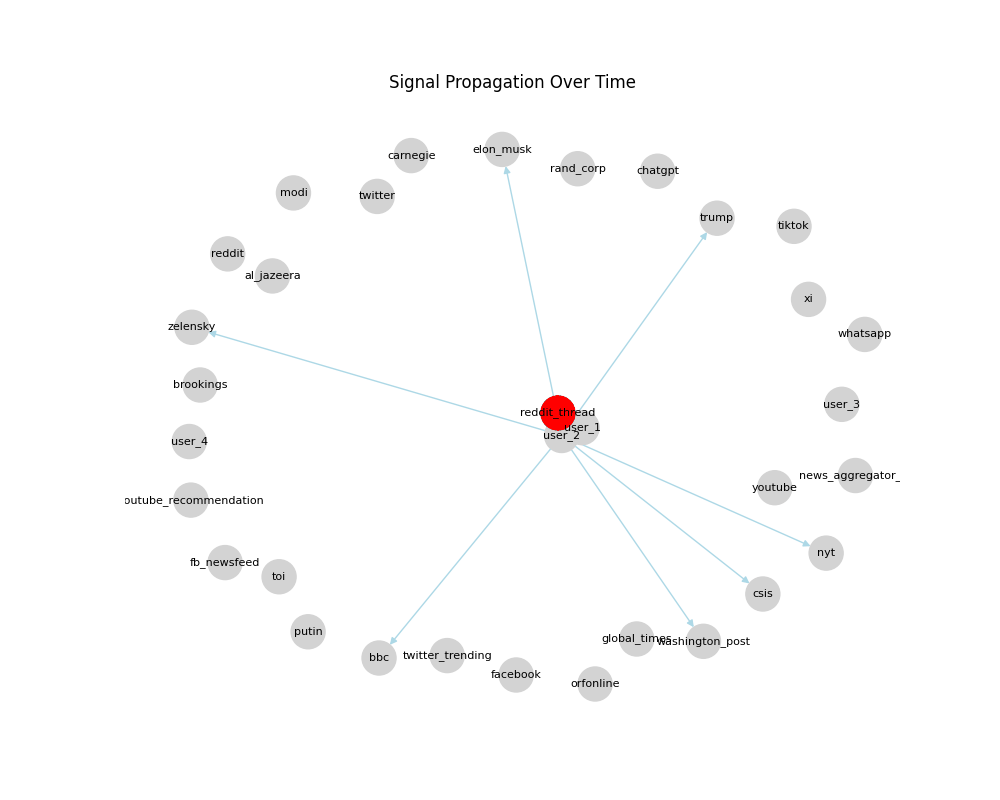 Signal Propagation Over Time
elon_musk
carnegie
rand_corp
chatgpt
modi
twitter
trump
tiktok
reddit
al_jazeera
xi
zelensky
whatsapp
brookings
user_3
reddit_thread
user_1
user_2
user_4
news_aggregator_
youtube
outube_recommendation
nyt
fb_newsfeed
toi
csis
putin
global_times
washington_post
bbc
twitter_trending
facebook
orfonline